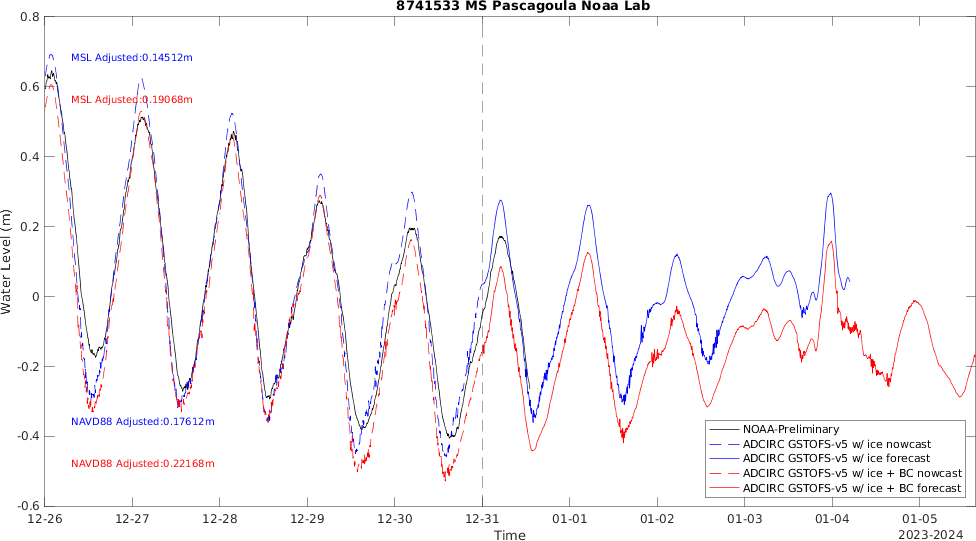 8741533 MS Pascagoula Noaa Lab
0.8
0.6
0.4
0.2
0
-0.2
-0.4
-0.6
Water Level (m)
MSL Adjusted:0.14512m
MSL Adjusted:0.19068m
NAVD88 Adjusted:0.17612m
NAVD88 Adjusted:0.22168m
NOAA-Preliminary
ADCIRC GSTOFS-v5 w/ ice nowcast
ADCIRC GSTOFS-v5 w/ ice forecast
ADCIRC GSTOFS-v5 w/ ice + BC nowcast
ADCIRC GSTOFS-v5 w/ ice + BC forecast
12-26 12-27 12-28 12-29 12-30 12-31 01-01 01-02 01-03 01-04 01-05
Time
2023-2024